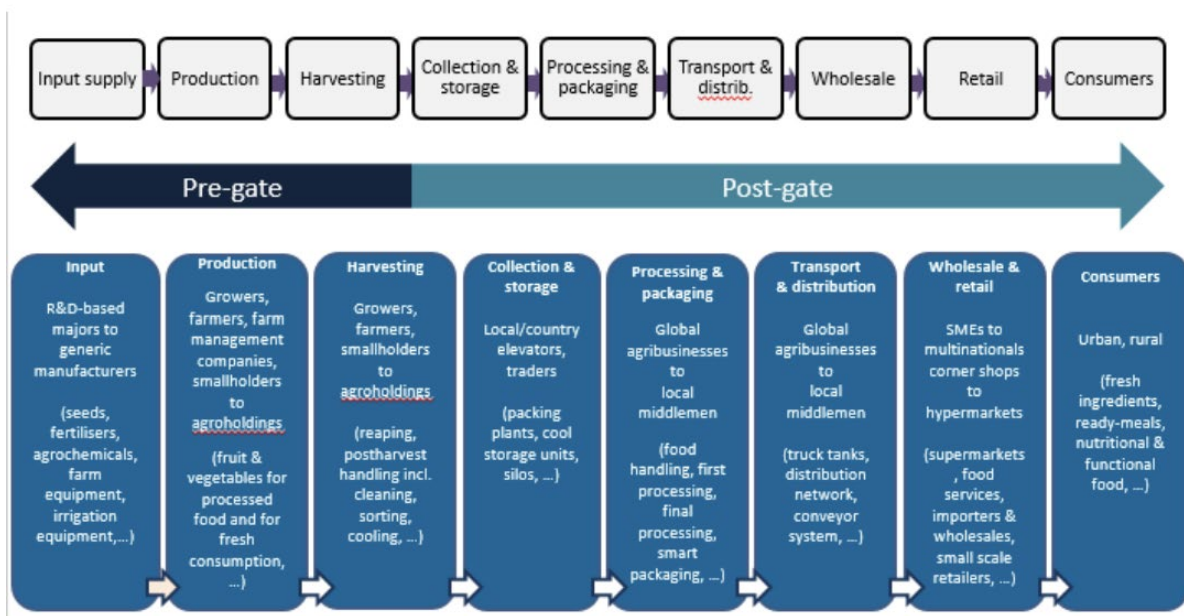 Input supply
Production
Harvesting
Collection &
storage
Processing &
packaging
Transport &
distrib.
Wholesale
Retail
Consumers
Pre-gate
Post-gate
Input
R&D-based
majors to
generic
manufacturers
(seeds,
fertilisers,
agrochemicals,
farm
equipment,
irrigation
equipment,...)
Production
Growers,
farmers, farm
management
companies,
smallholders
to
agroholdings
(fruit &
vegetables for
processed
food and for
fresh
consumption,
...)
Harvesting
Growers,
farmers,
smallholders
to
agroholdings
(reaping,
postharvest
handling incl.
cleaning,
sorting,
cooling, ...)
Collection &
storage
Local/country
elevators,
traders
(packing
plants, cool
storage units,
silos, ...)
Processing &
packaging
Global
agribusinesses
to
local
middlemen
(food
handling, first
processing,
final
processing,
smart
packaging, ...)
Transport
& distribution
Global
agribusinesses
to
local
middlemen
(truck tanks,
distribution
network,
conveyor
system, ...)
Wholesale &
retail
SMEs to
multinationals
corner shops
to
hypermarkets
(supermarkets
, food
services,
importers &
wholesales,
small scale
retailers, ...)
Consumers
Urban, rural
(fresh
ingredients,
ready-meals,
nutritional &
functional
food, ...)